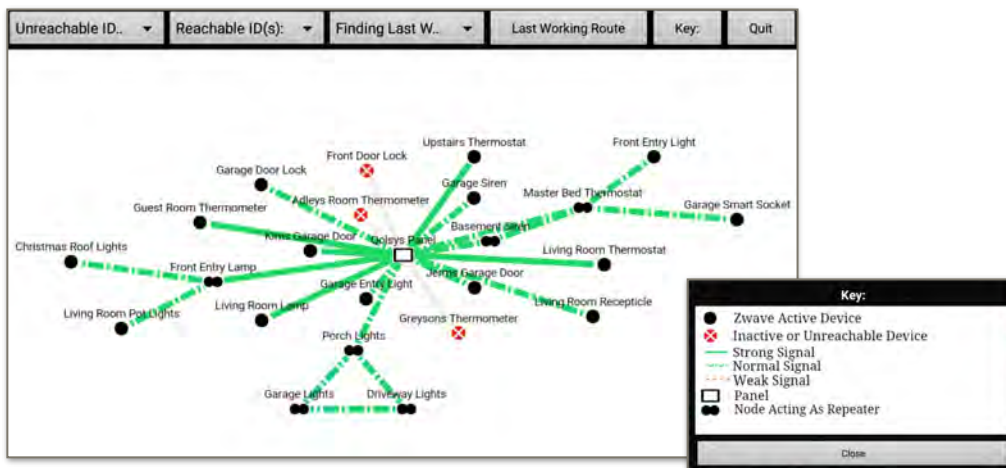 Unreachable ID.. Reachable ID(s): Finding Last W.. Last Working Route Key: Quit
Upstairs Thermostat
Front Entry Light
Front Door Lock
Garage Door Lock
Garage Siren
Master Bed Thermostat
Adleys Room Thermometer
Guest Room Thermometer
Garage Smart Socket
Basement Siren
Kims Garage Door
Qolsys Panel
Christmas Roof Lights
Living Room Thermostat
Front Entry Lamp
Jerms Garage Door
Garage Entry Light
Living Room Pot Lights
Living Room Lamp
Living Room Recepticle
Greysons Thermometer
Porch Lights
Garage Lights
Driveway Lights
Key:
Zwave Active Device
Inactive or Unreachable Device
Strong Signal
Normal Signal
Weak Signal
Panel
Node Acting As Repeater
Close